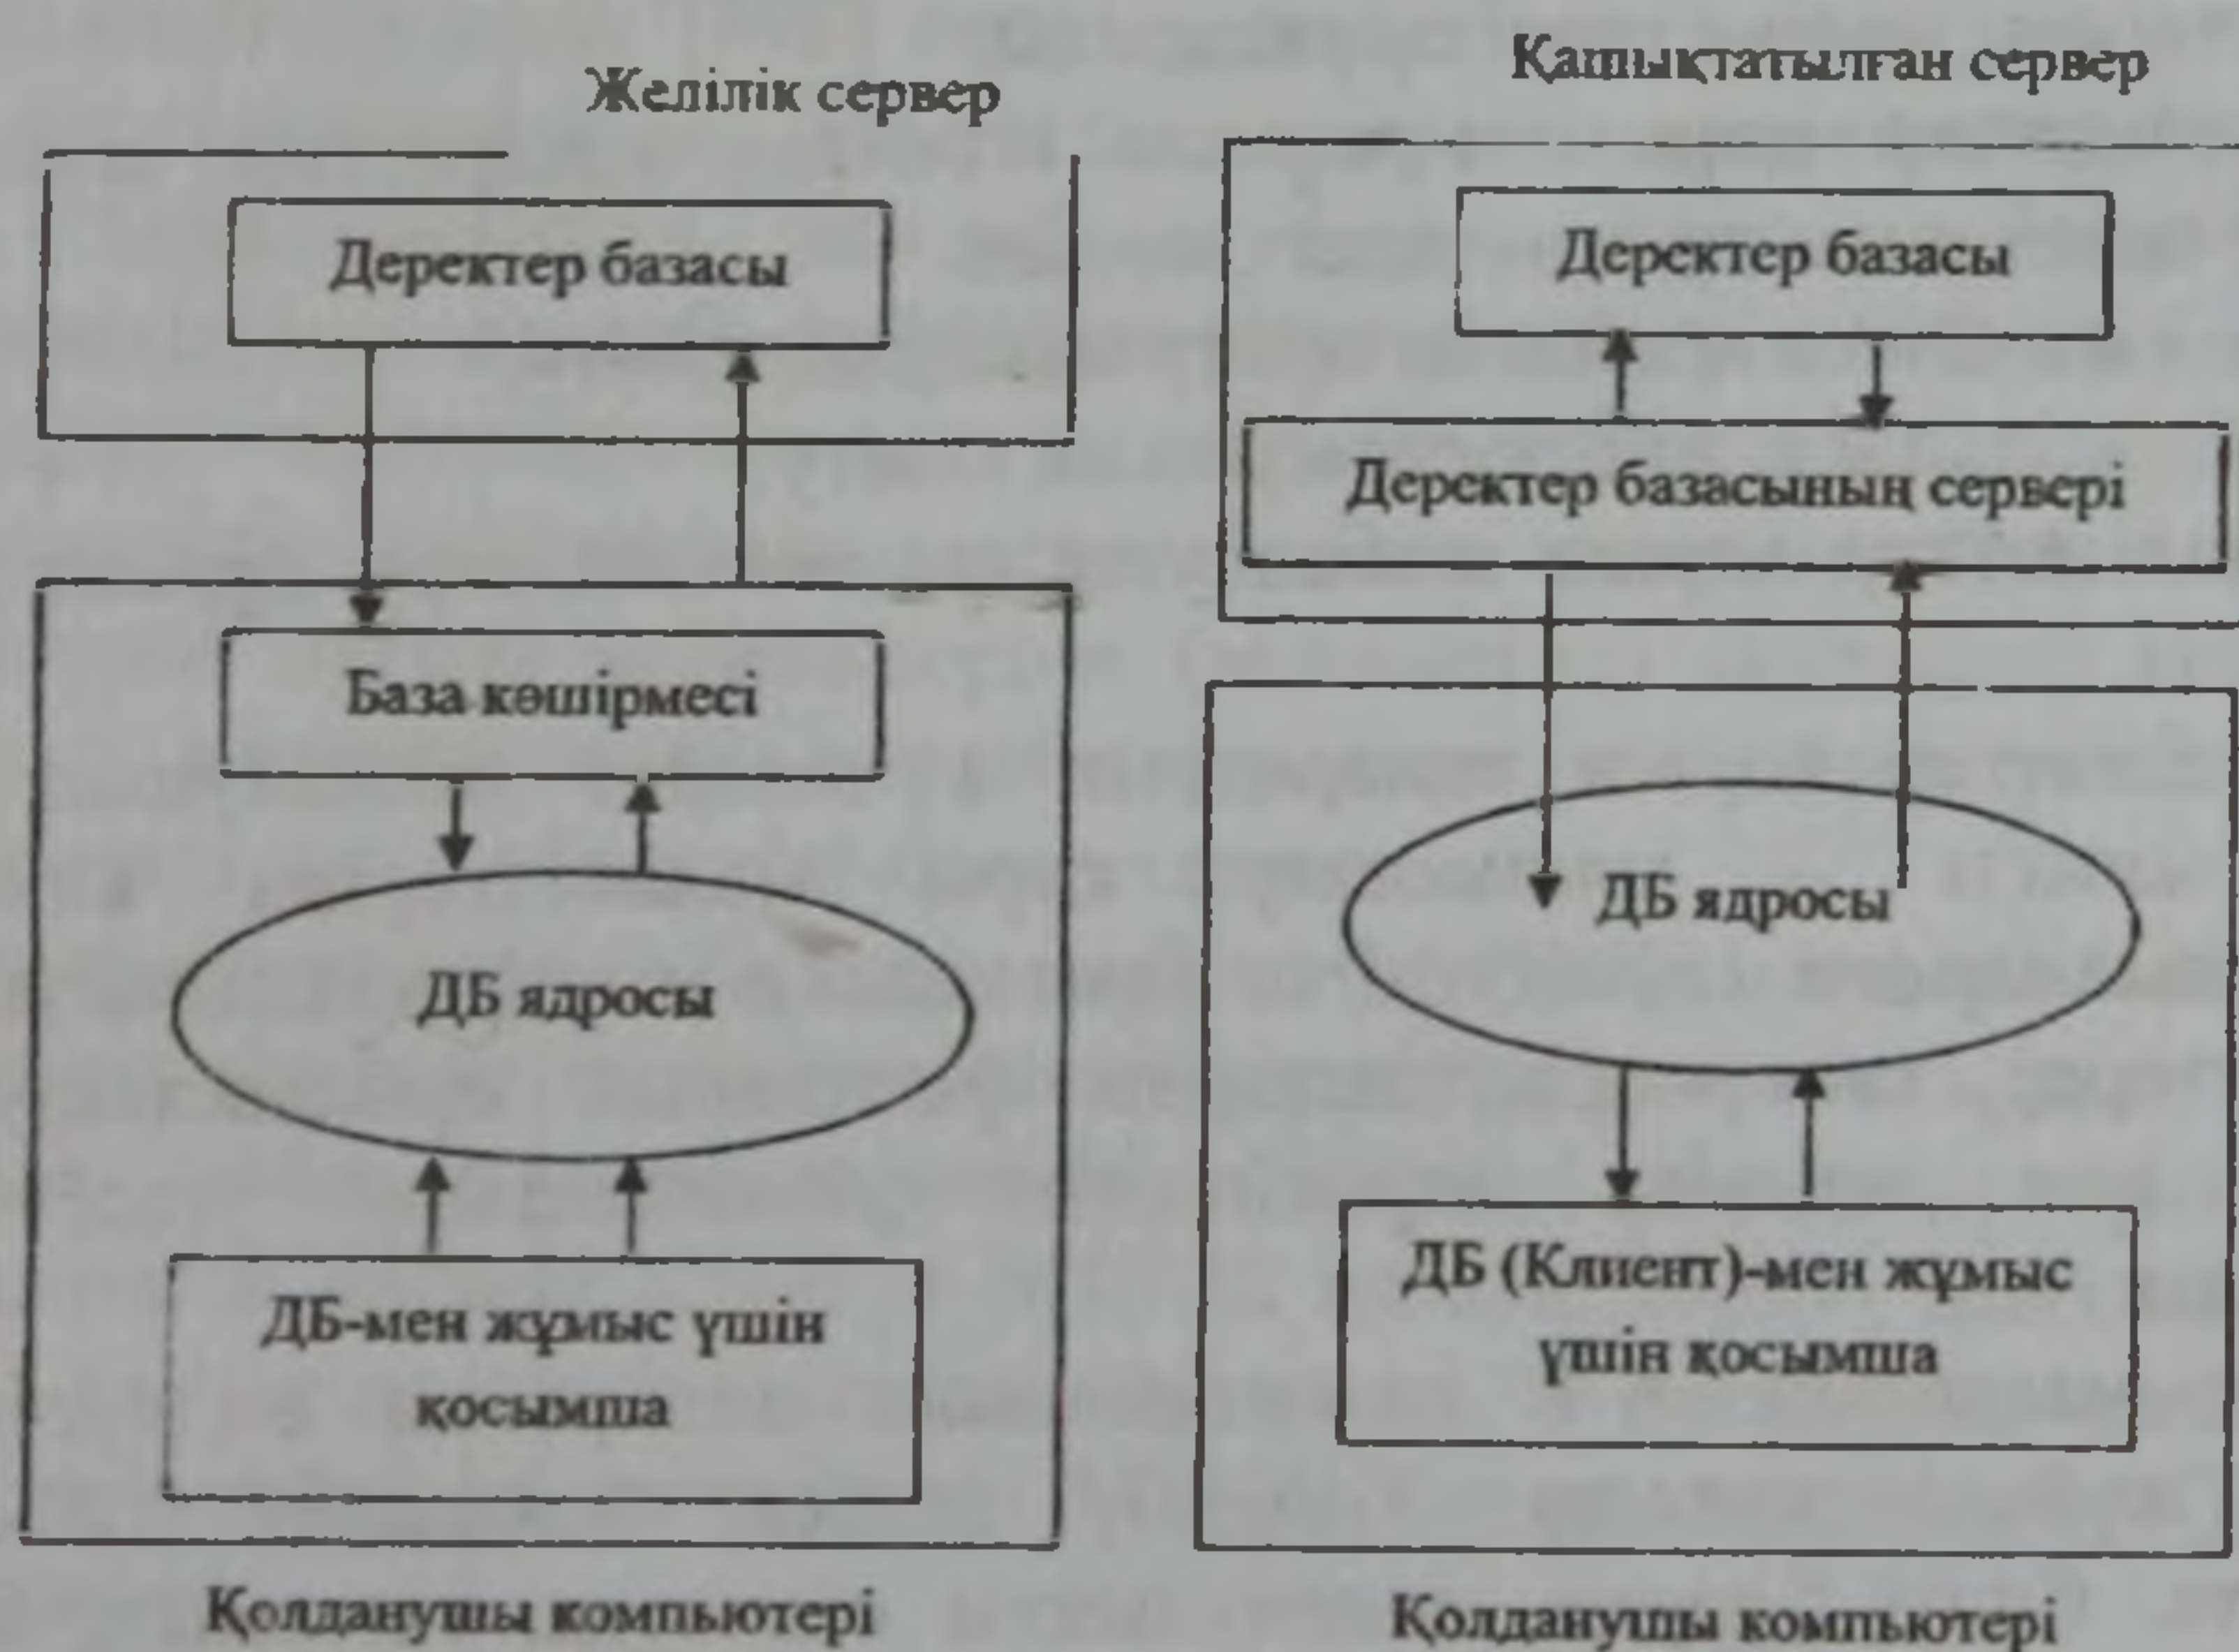 Желілік сервер
Деректер базасы
База көшірмесі
ДБ ядросы
ДБ-мен жұмыс үшін
қосымша
Қолданушы компьютері
Қашықтатылған сервер
Деректер базасы
Деректер базасының сервері
ДБ ядросы
ДБ (Клиент)-мен жұмыс
үшін қосымша
Қолданушы компьютері